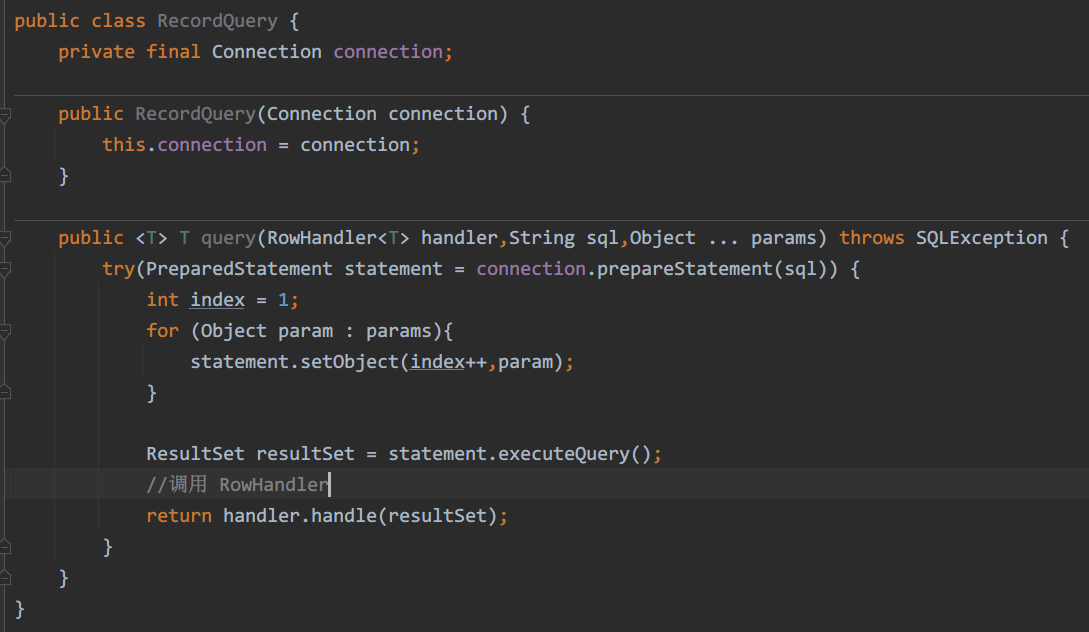 public class RecordQuery {
private final Connection connection;
public RecordQuery(Connection connection) {
this.connection = connection;
}
public <T> T query(RowHandler<T> handler,String sql,Object ... params) throws SQLException {
try(PreparedStatement statement = connection.prepareStatement(sql)) {
int index = 1;
for (Object param : params){
statement.setObject(index++,param);
}
ResultSet resultSet = statement.executeQuery();
//调用 RowHandler
return handler.handle(resultSet);
}
}
}